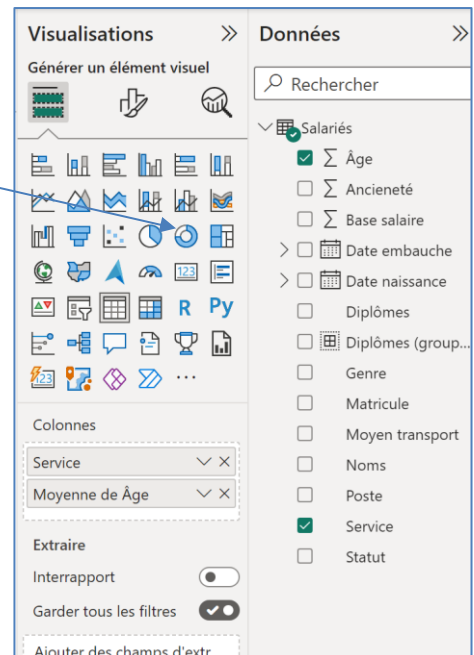 Visualisations
Générer un élément visuel
123
R
Py
123
Colonnes
Service
Moyenne de Âge
Extraire
Interrapport
Garder tous les filtres
Ajouter des champs d'extr
Données
Rechercher
Salariés
∑ Âge
∑ Ancieneté
∑ Base salaire
Date embauche
Date naissance
Diplômes
Diplômes (group...
Genre
Matricule
Moyen transport
Noms
Poste
Service
Statut